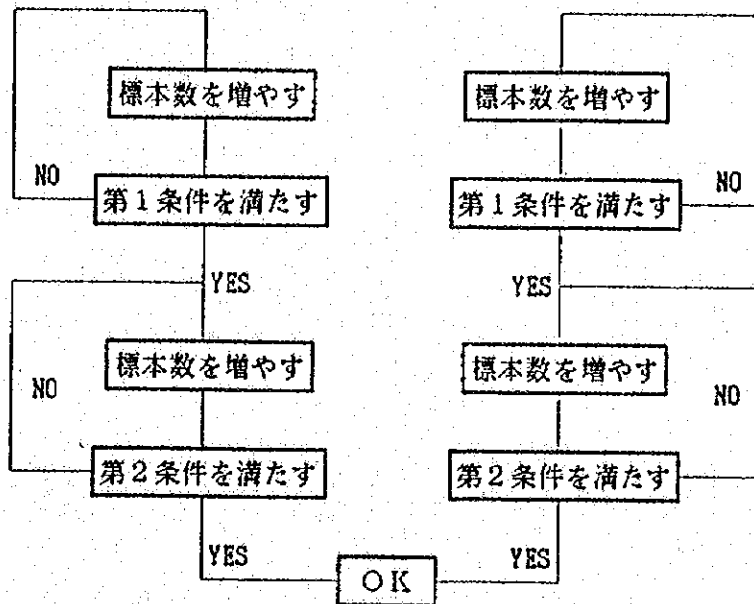 標本数を増やす
標本数を増やす
NO
第1条件を満たす
第1条件を満たす
NO
YES
YES
標本数を増やす
標本数を増やす
NO
NO
第2条件を満たす
第2条件を満たす
YES
YES
OK